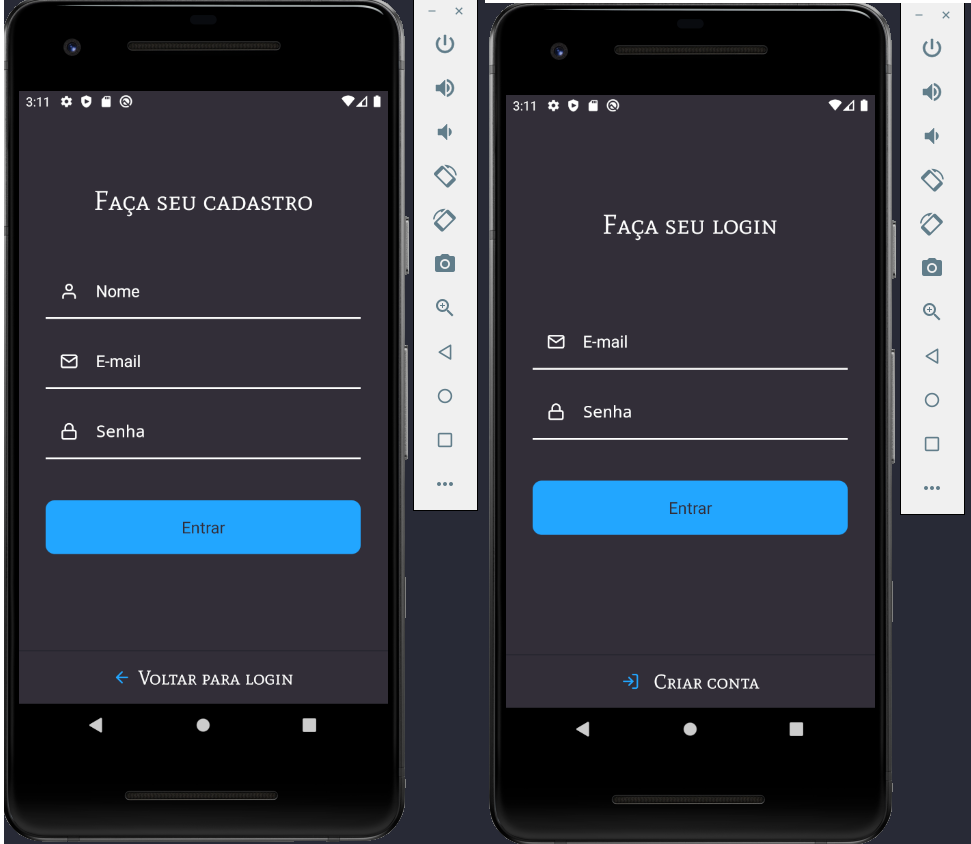 3:11
Faça seu cadastro
Nome
E-mail
Senha
Entrar
Voltar para login
3:11
Faça seu login
E-mail
Senha
Entrar
Criar conta